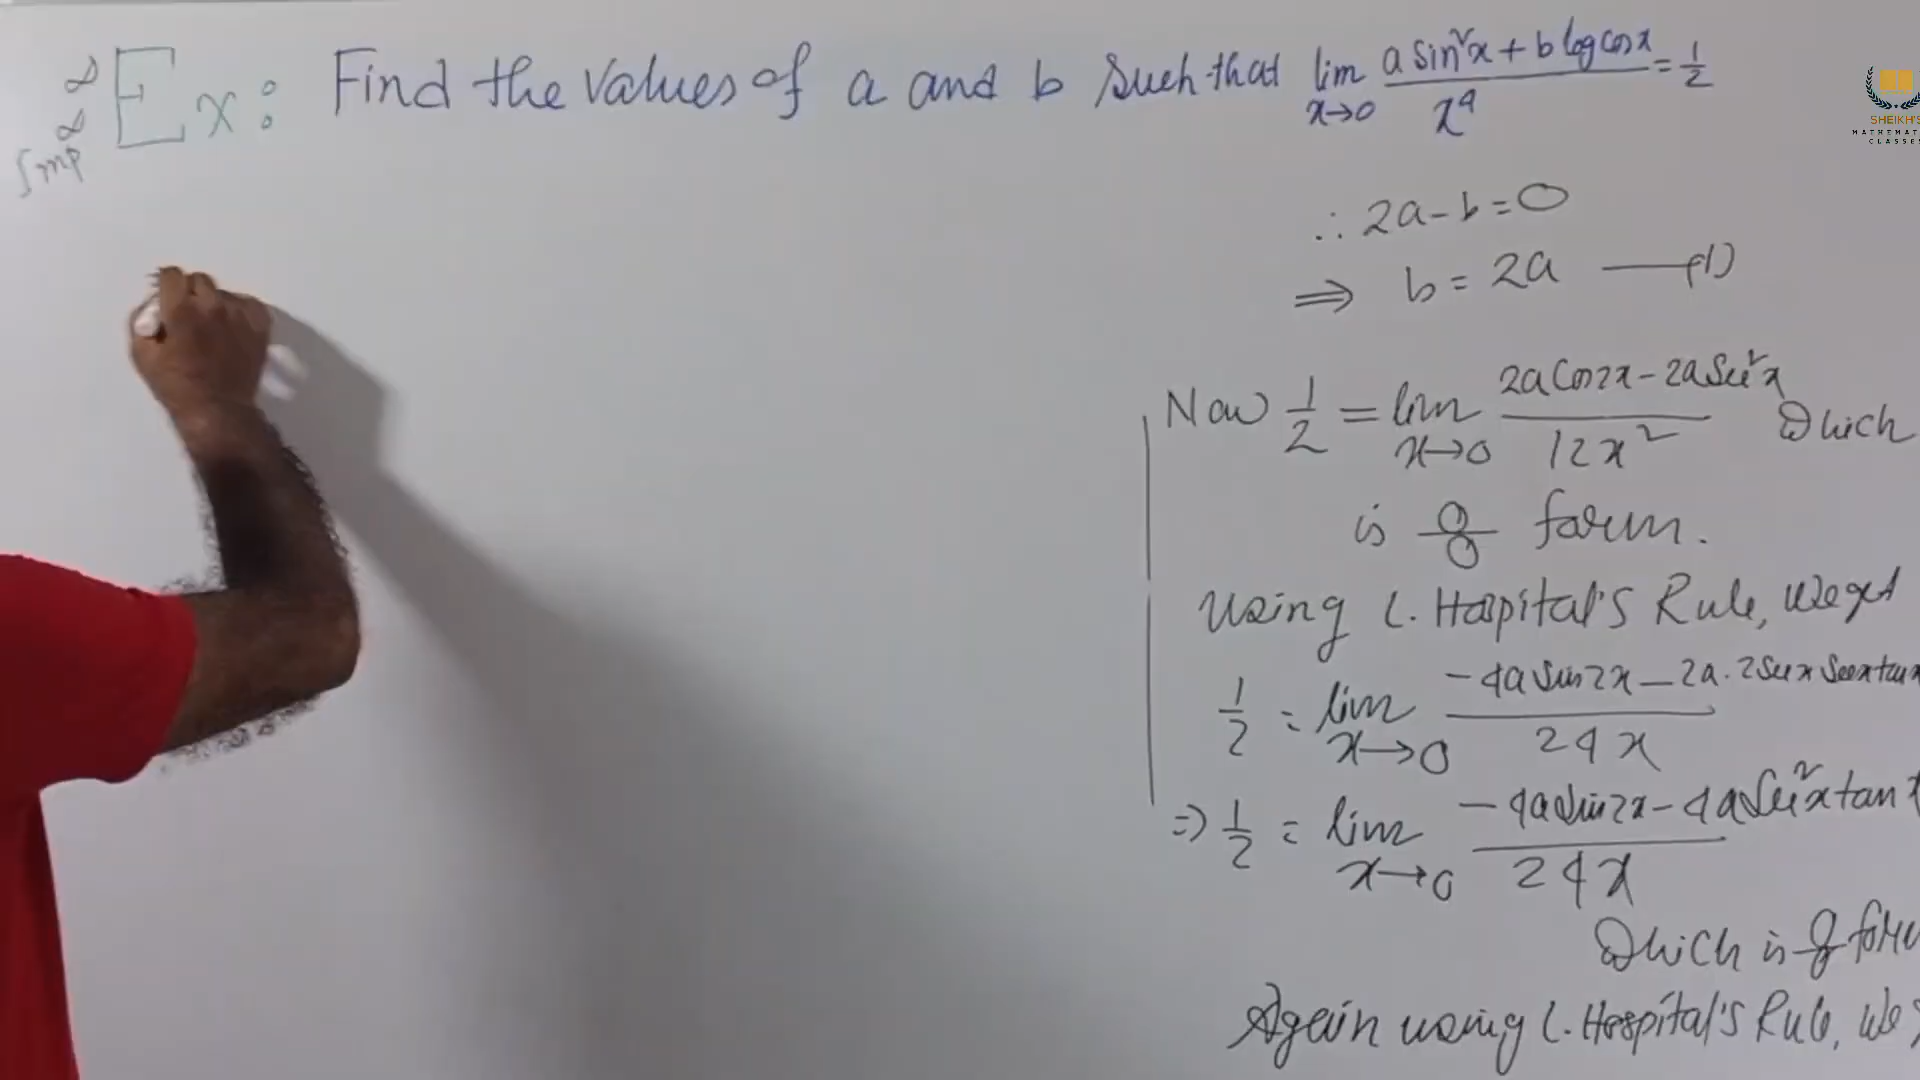 ∝ Ex: Find the values of a and b such that lim x→0 a sin²x + b log cosx / x⁴ = 1/2
∝
Imp
SHEIKH'S
MATHEMAT
CLASSES
∴ 2a - b = 0
⇒ b = 2a —(1)
Now 1/2 = lim x→0 2a Cos2x - 2a Sec²x / 12x² Which
is 0/0 form.
Using L. Hospital's Rule, We get
1/2 = lim x→0 -4a Sin2x - 2a. 2Secx Secx tanx / 24x
⇒ 1/2 = lim x→0 -4a Sin2x - 4a Sec²x tan / 24x
Which is 0/0 form
Again using L. Hospital's Rule, We